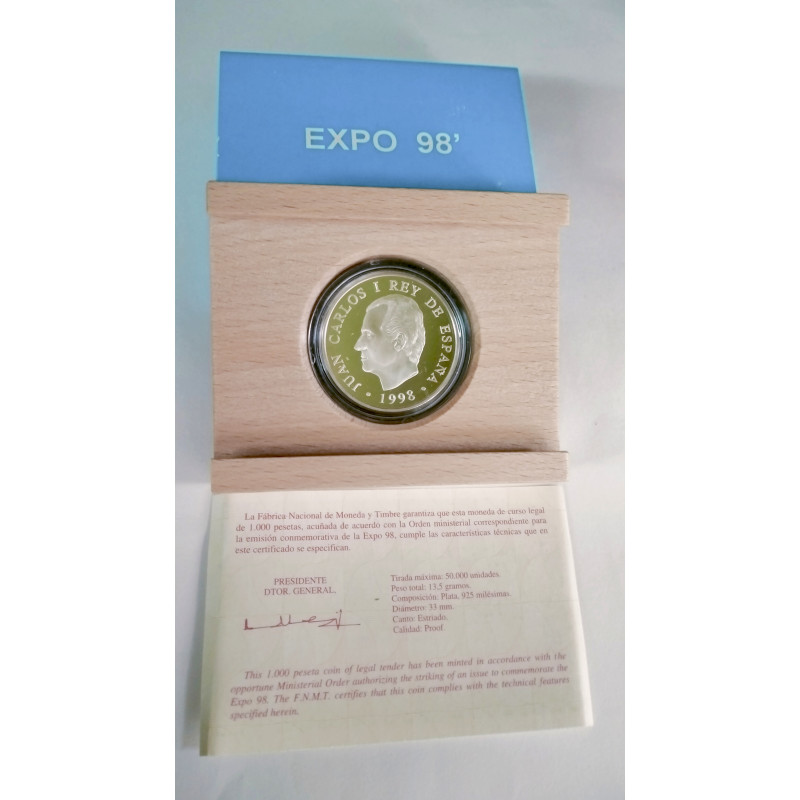 EXPO 98'
JUAN CARLOS I REY DE ESPAÑA
1998
La Fábrica Nacional de Moneda y Timbre garantiza que esta moneda de curso legal
de 1.000 pesetas, acuñada de acuerdo con la Orden ministerial correspondiente para
la emisión conmemorativa de la Expo 98, cumple las características técnicas que en
este certificado se especifican.
PRESIDENTE
DTOR. GENERAL,
Tirada máxima: 50.000 unidades.
Peso total: 13,5 gramos.
Composición: Plata, 925 milésimas.
Diámetro: 33 mm.
Canto: Estriado.
Calidad: Proof.
This 1.000 peseta coin of legal tender has been minted in accordance with the
opportune Ministerial Order authorizing the striking of an issue to commemorate the
Expo 98. The F.N.M.T. certifies that this coin complies with the technical features
specified herein.